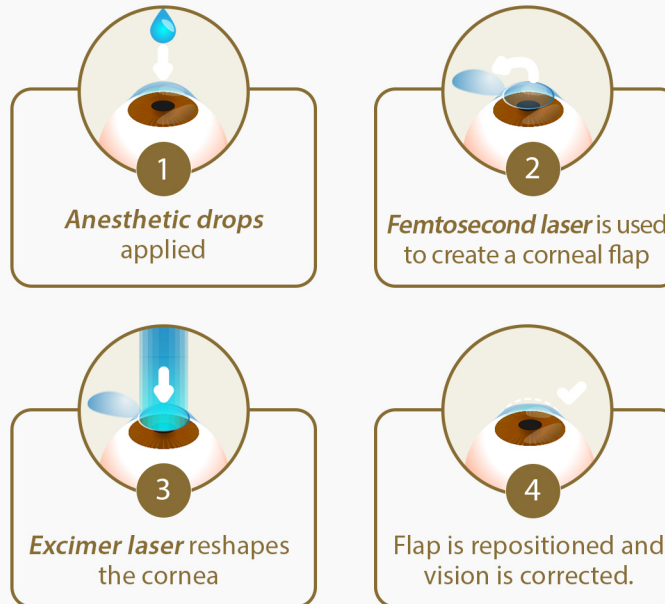 1
Anesthetic drops
applied
2
Femtosecond laser is used
to create a corneal flap
3
Excimer laser reshapes
the cornea
4
Flap is repositioned and
vision is corrected.